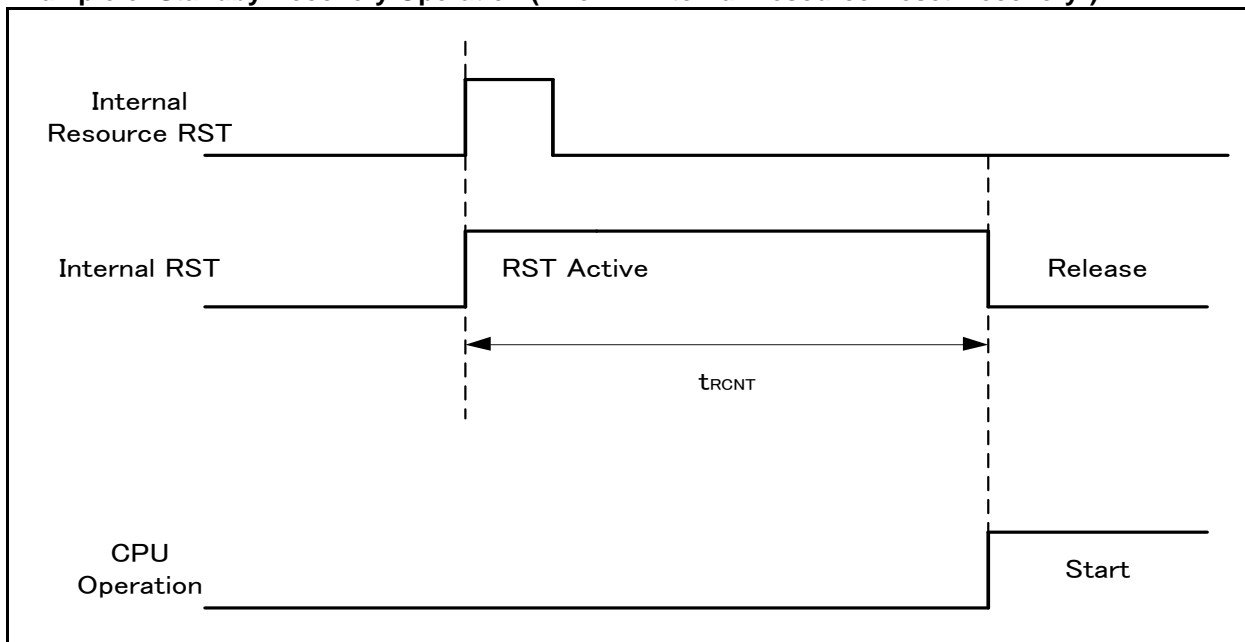 Internal
Resource RST
Internal RST
RST Active
Release
tRCNT
CPU
Operation
Start